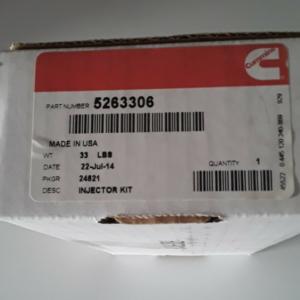 Cummins
PART NUMBER 5263306
MADE IN USA
WT 33 LBS
DATE 22-Jul-14
QUANTITY 1
PKGR 24821
DESC INJECTOR KIT